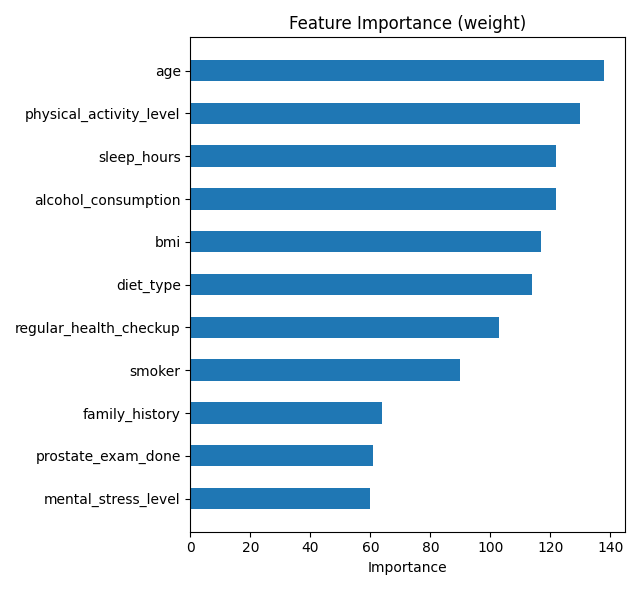 Feature Importance (weight)
age
physical_activity_level
sleep_hours
alcohol_consumption
bmi
diet_type
regular_health_checkup
smoker
family_history
prostate_exam_done
mental_stress_level
0 20 40 60 80 100 120 140
Importance